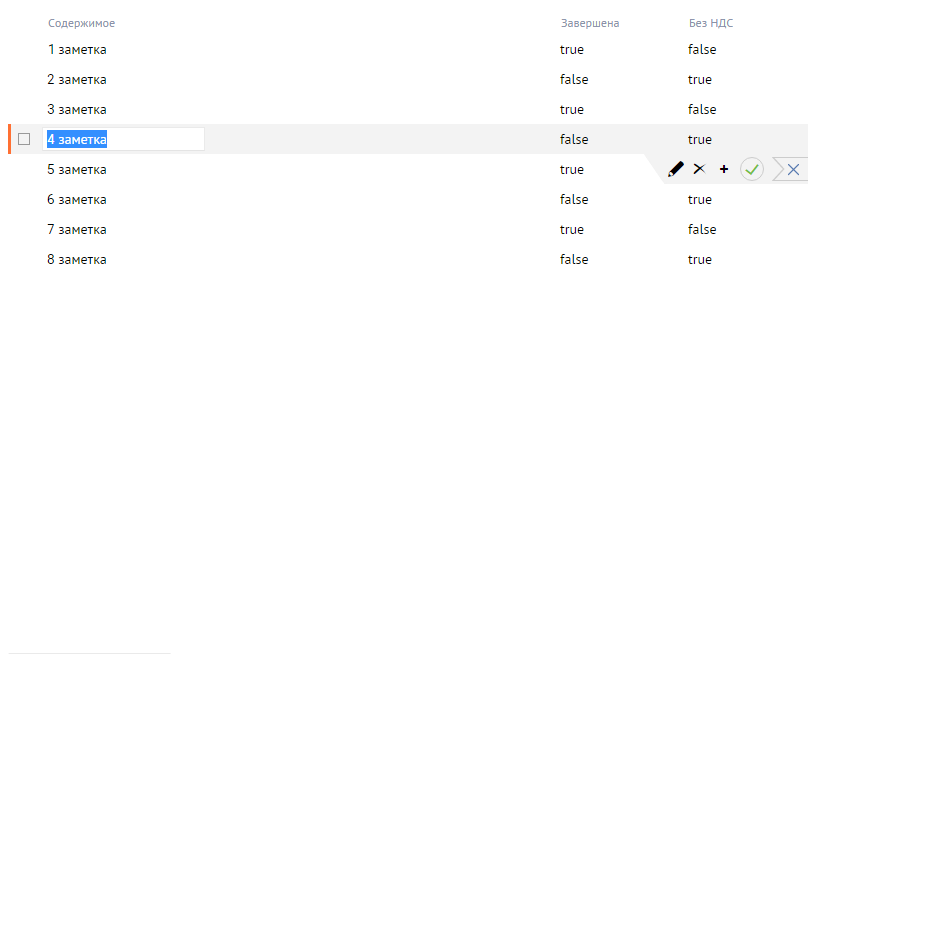 Содержимое Завершена Без НДС
1 заметка true false
2 заметка false true
3 заметка true false
4 заметка false true
5 заметка true
6 заметка false true
7 заметка true false
8 заметка false true